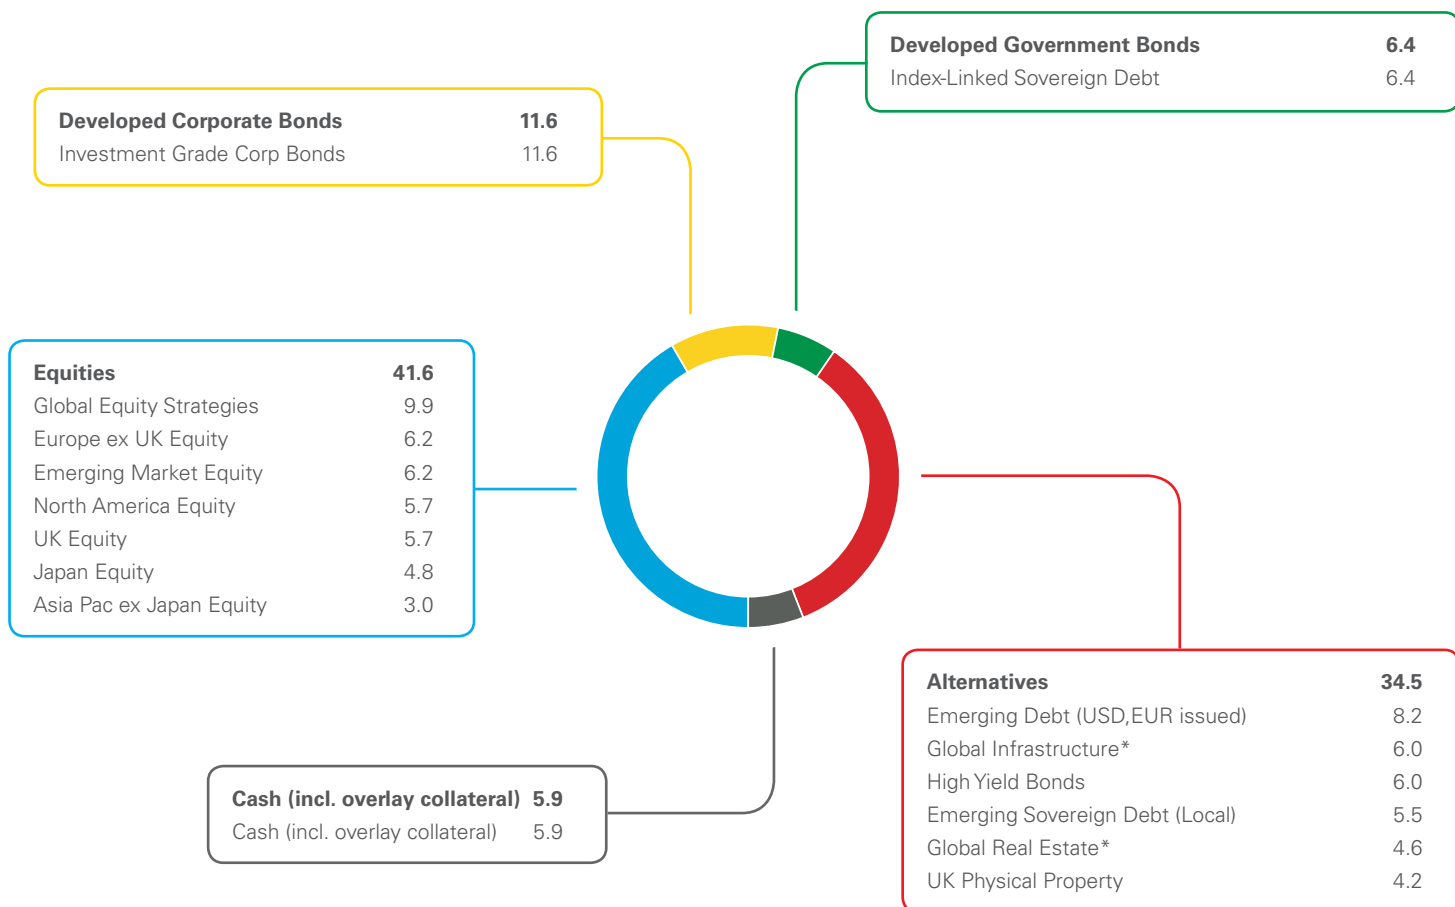 Developed Government Bonds 6.4
Index-Linked Sovereign Debt 6.4
Developed Corporate Bonds 11.6
Investment Grade Corp Bonds 11.6
Equities 41.6
Global Equity Strategies 9.9
Europe ex UK Equity 6.2
Emerging Market Equity 6.2
North America Equity 5.7
UK Equity 5.7
Japan Equity 4.8
Asia Pac ex Japan Equity 3.0
Cash (incl. overlay collateral) 5.9
Cash (incl. overlay collateral) 5.9
Alternatives 34.5
Emerging Debt (USD,EUR issued) 8.2
Global Infrastructure* 6.0
High Yield Bonds 6.0
Emerging Sovereign Debt (Local) 5.5
Global Real Estate* 4.6
UK Physical Property 4.2